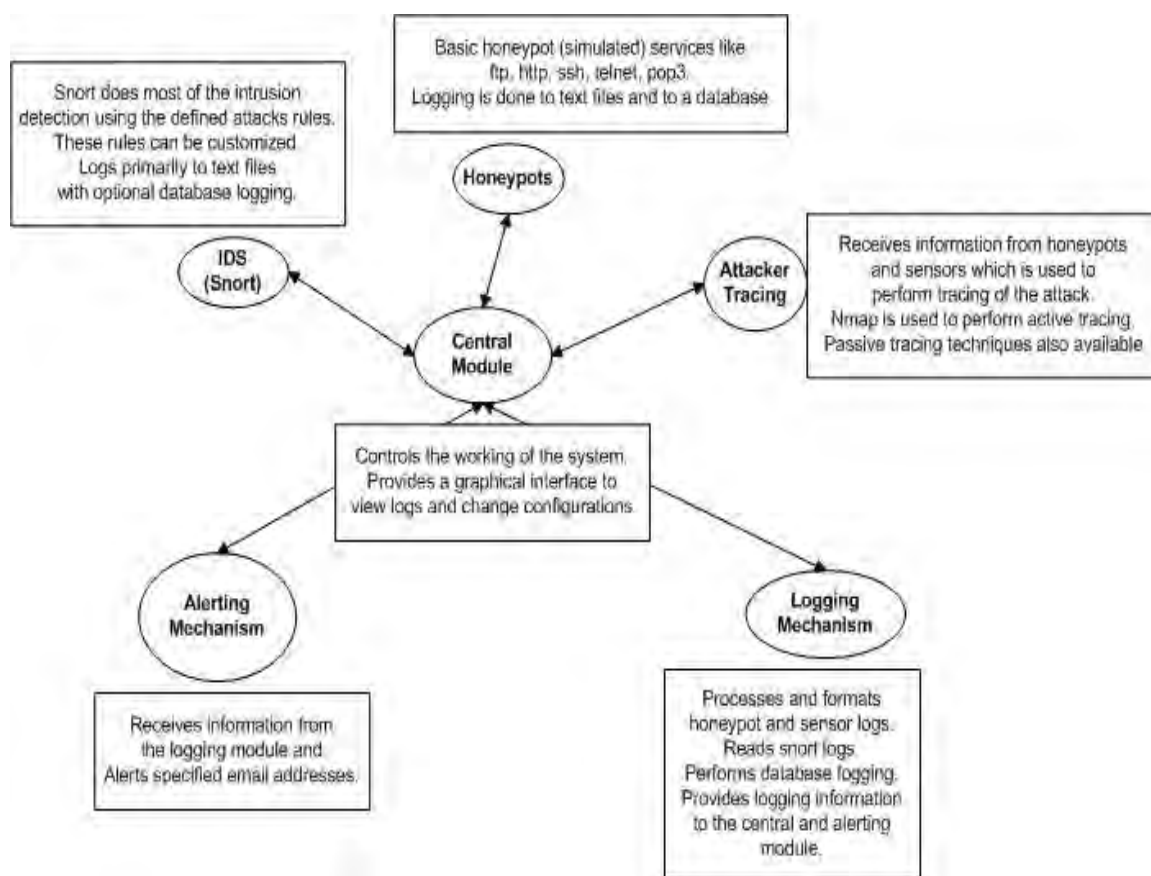 Basic honeypot (simulated) services like
ftp, http, ssh, telnet, pop3.
Logging is done to text files and to a database
Snort does most of the intrusion
detection using the defined attacks rules.
These rules can be customized
Logs primarily to text files
with optional database logging.
Honeypots
IDS
(Snort)
Attacker
Tracing
Receives information from honeypots
and sensors which is used to
perform tracing of the attack.
Nmap is used to perform active tracing
Passive tracing techniques also available
Central
Module
Controls the working of the system.
Provides a graphical interface to
view logs and change configurations
Alerting
Mechanism
Logging
Mechanism
Receives information from
the logging module and
Alerts specified email addresses.
Processes and formats
honeypot and sensor logs.
Reads snort logs
Performs database logging.
Provides logging information
to the central and alerting
module.